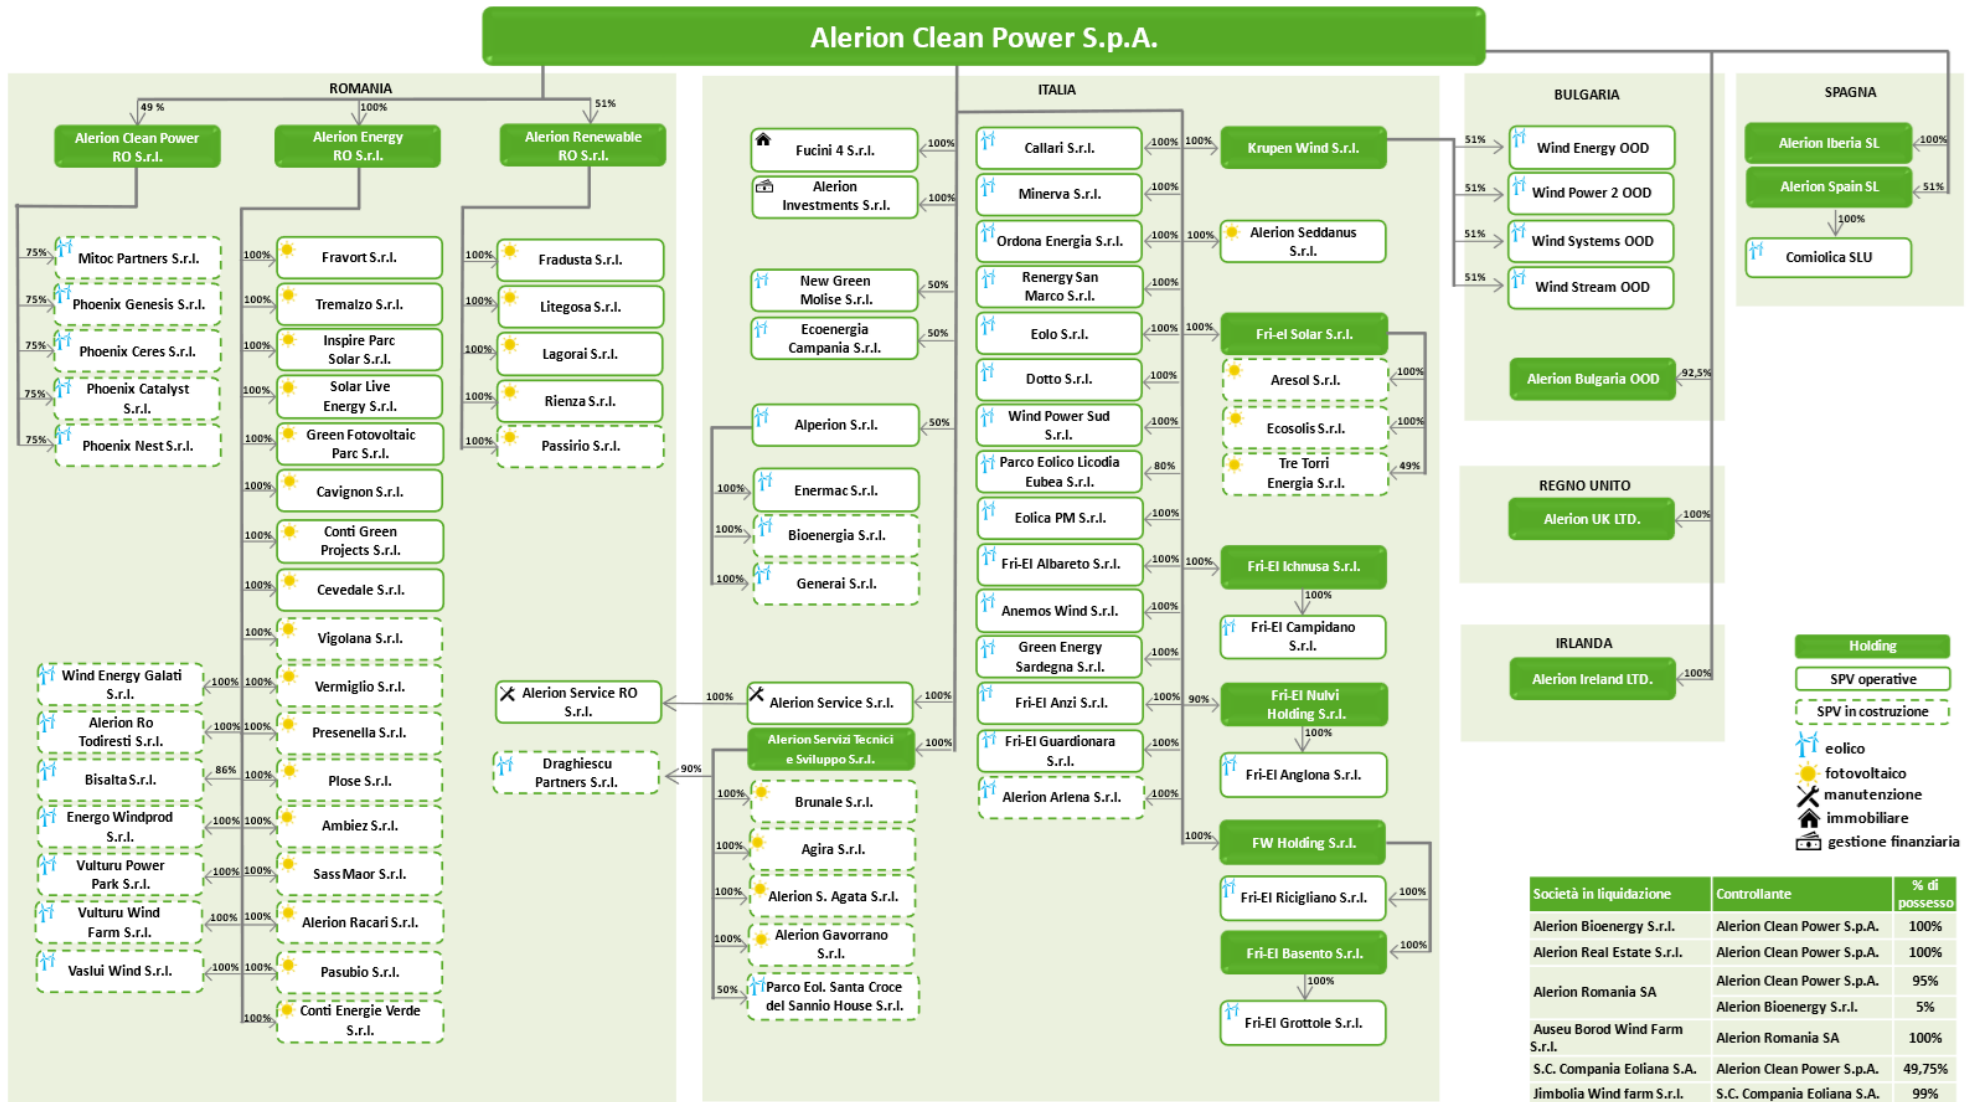 Alerion Clean Power S.p.A.
ROMANIA
49 %
100%
51%
Alerion Clean Power
RO S.r.l.
Alerion Energy
RO S.r.l.
Alerion Renewable
RO S.r.l.
75%
Mitoc Partners S.r.l.
75%
Phoenix Genesis S.r.l.
75%
Phoenix Ceres S.r.l.
75%
Phoenix Catalyst
S.r.l.
75%
Phoenix Nest S.r.l.
100%
Fravort S.r.l.
100%
Tremalzo S.r.l.
100%
Inspire Parc
Solar S.r.l.
100%
Solar Live
Energy S.r.l.
100%
Green Fotovoltaic
Parc S.r.l.
100%
Cavignon S.r.l.
100%
Conti Green
Projects S.r.l.
100%
Cevedale S.r.l.
100%
Vigolana S.r.l.
100%
Vermiglio S.r.l.
100%
Presenella S.r.l.
100%
Plose S.r.l.
100%
Ambiez S.r.l.
100%
Sass Maor S.r.l.
100%
Alerion Racari S.r.l.
100%
Pasubio S.r.l.
100%
Conti Energie Verde
S.r.l.
Wind Energy Galati
S.r.l.
100%
Alerion Ro
Todiresti S.r.l.
100%
Bisalta S.r.l.
86%
Energo Windprod
S.r.l.
100%
Vulturu Power
Park S.r.l.
100%
Vulturu Wind
Farm S.r.l.
100%
Vaslui Wind S.r.l.
100%
100%
Fradusta S.r.l.
100%
Litegosa S.r.l.
100%
Lagorai S.r.l.
100%
Rienza S.r.l.
100%
Passirio S.r.l.
Alerion Service RO
S.r.l.
100%
Draghiescu
Partners S.r.l.
90%
ITALIA
Fucini 4 S.r.l.
100%
Alerion
Investments S.r.l.
100%
New Green
Molise S.r.l.
50%
Ecoenergia
Campania S.r.l.
50%
Alperion S.r.l.
50%
100%
Enermac S.r.l.
100%
Bioenergia S.r.l.
100%
Generai S.r.l.
Alerion Service S.r.l.
100%
Alerion Servizi Tecnici
e Sviluppo S.r.l.
100%
100%
Brunale S.r.l.
100%
Agira S.r.l.
100%
Alerion S. Agata S.r.l.
100%
Alerion Gavorrano
S.r.l.
50%
Parco Eol. Santa Croce
del Sannio House S.r.l.
Callari S.r.l.
100%
Minerva S.r.l.
100%
Ordona Energia S.r.l.
100%
Renergy San
Marco S.r.l.
100%
Eolo S.r.l.
100%
Dotto S.r.l.
100%
Wind Power Sud
S.r.l.
100%
Parco Eolico Licodia
Eubea S.r.l.
80%
Eolica PM S.r.l.
100%
Fri-El Albareto S.r.l.
100%
Anemos Wind S.r.l.
100%
Green Energy
Sardegna S.r.l.
100%
Fri-El Anzi S.r.l.
100%
Fri-El Guardionara
S.r.l.
100%
Alerion Arlena S.r.l.
100%
100%
Krupen Wind S.r.l.
100%
Alerion Seddanus
S.r.l.
100%
Fri-el Solar S.r.l.
Aresol S.r.l.
100%
Ecosolis S.r.l.
100%
Tre Torri
Energia S.r.l.
49%
100%
Fri-El Ichnusa S.r.l.
100%
Fri-El Campidano
S.r.l.
90%
Fri-El Nulvi
Holding S.r.l.
100%
Fri-El Anglona S.r.l.
100%
FW Holding S.r.l.
Fri-El Ricigliano S.r.l.
100%
Fri-El Basento S.r.l.
100%
100%
Fri-El Grottole S.r.l.
BULGARIA
51%
Wind Energy OOD
51%
Wind Power 2 OOD
51%
Wind Systems OOD
51%
Wind Stream OOD
Alerion Bulgaria OOD
92,5%
REGNO UNITO
Alerion UK LTD.
100%
IRLANDA
Alerion Ireland LTD.
100%
SPAGNA
Alerion Iberia SL
100%
Alerion Spain SL
51%
100%
Comiolica SLU
Holding
SPV operative
SPV in costruzione
eolico
fotovoltaico
manutenzione
immobiliare
gestione finanziaria
Società in liquidazione Controllante % di possesso
Alerion Bioenergy S.r.l. Alerion Clean Power S.p.A. 100%
Alerion Real Estate S.r.l. Alerion Clean Power S.p.A. 100%
Alerion Romania SA Alerion Clean Power S.p.A. 95%
Alerion Bioenergy S.r.l. 5%
Auseu Borod Wind Farm S.r.l. Alerion Romania SA 100%
S.C. Compania Eoliana S.A. Alerion Clean Power S.p.A. 49,75%
Jimbolia Wind farm S.r.l. S.C. Compania Eoliana S.A. 99%